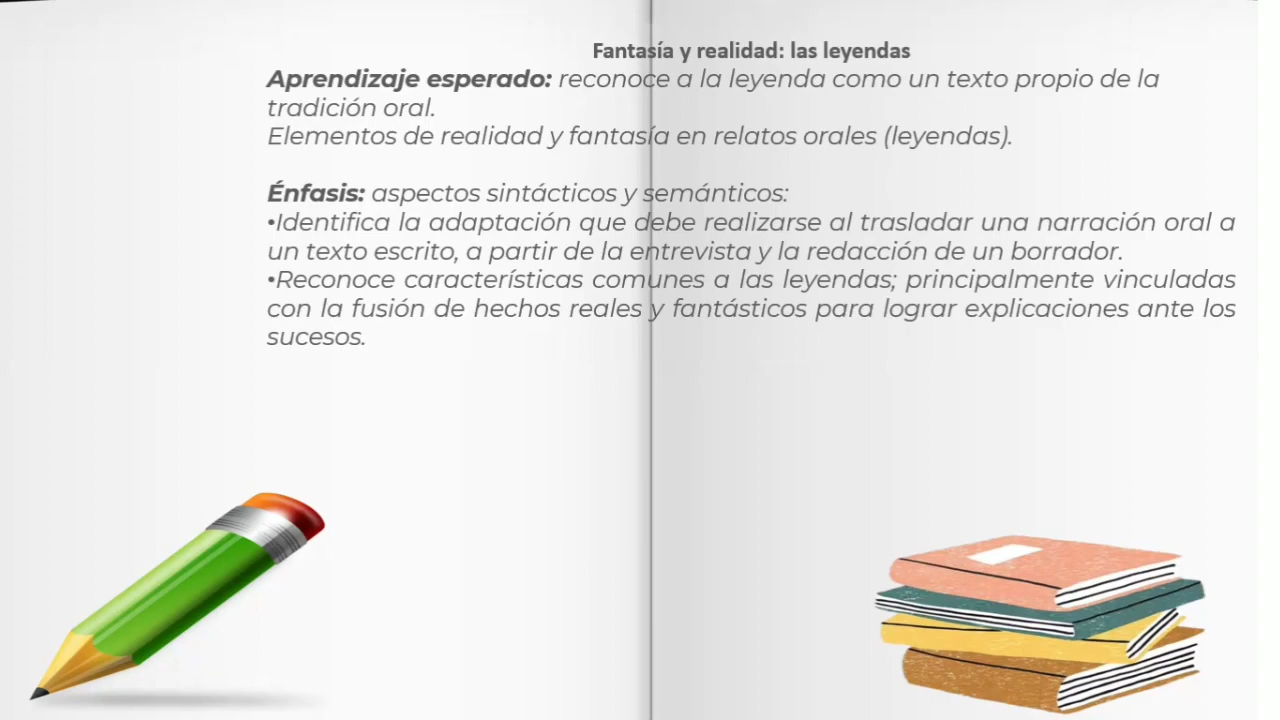 Fantasía y realidad: las leyendas
Aprendizaje esperado: reconoce a la leyenda como un texto propio de la
tradición oral.
Elementos de realidad y fantasía en relatos orales (leyendas).
Énfasis: aspectos sintácticos y semánticos:
•Identifica la adaptación que debe realizarse al trasladar una narración oral a
un texto escrito, a partir de la entrevista y la redacción de un borrador.
•Reconoce características comunes a las leyendas; principalmente vinculadas
con la fusión de hechos reales y fantásticos para lograr explicaciones ante los
sucesos.